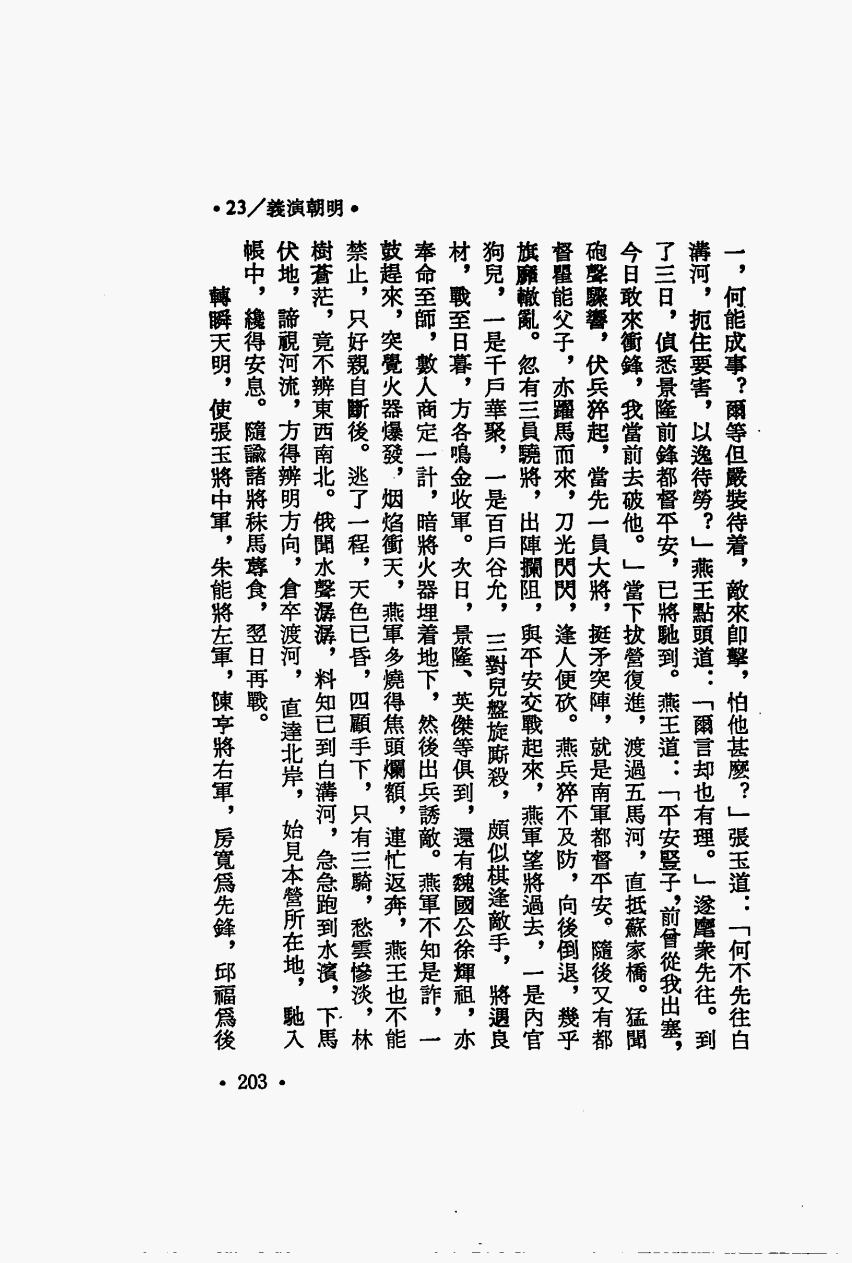 •23／義演朝明•
一，何能成事？爾等但嚴裝待着，敵來卽擊，怕他甚麼？」張玉道：「何不先往白
溝河，扼住要害，以逸待勞？」燕王點頭道：「爾言却也有理。」遂麾衆先往。到
了三日，偵悉景隆前鋒都督平安，已將馳到。燕王道：「平安豎子，前曾從我出塞，
今日敢來衝鋒，我當前去破他。」當下拔營復進，渡過五馬河，直抵蘇家橋。猛聞
砲聲驟響，伏兵猝起，當先一員大將，挺矛突陣，就是南軍都督平安。隨後又有都
督瞿能父子，亦躍馬而來，刀光閃閃，逢人便砍。燕兵猝不及防，向後倒退，幾乎
旗靡轍亂。忽有三員驍將，出陣攔阻，與平安交戰起來，燕軍望將過去，一是內官
狗兒，一是千戶華聚，一是百戶谷允，三對兒盤旋厮殺，頗似棋逢敵手，將遇良
材，戰至日暮，方各鳴金收軍。次日，景隆、英傑等俱到，還有魏國公徐輝祖，亦
奉命至師，數人商定一計，暗將火器埋着地下，然後出兵誘敵。燕軍不知是詐，一
鼓趕來，突覺火器爆發，烟焰衝天，燕軍多燒得焦頭爛額，連忙返奔，燕王也不能
禁止，只好親自斷後。逃了一程，天色已昏，四顧手下，只有三騎，愁雲慘淡，林
樹蒼茫，竟不辨東西南北。俄聞水聲潺潺，料知已到白溝河，急急跑到水濱，下馬
伏地，諦視河流，方得辨明方向，倉卒渡河，直達北岸，始見本營所在地，馳入
帳中，纔得安息。隨諭諸將秣馬蓐食，翌日再戰。
轉瞬天明，使張玉將中軍，朱能將左軍，陳亨將右軍，房寬爲先鋒，邱福爲後
•203•